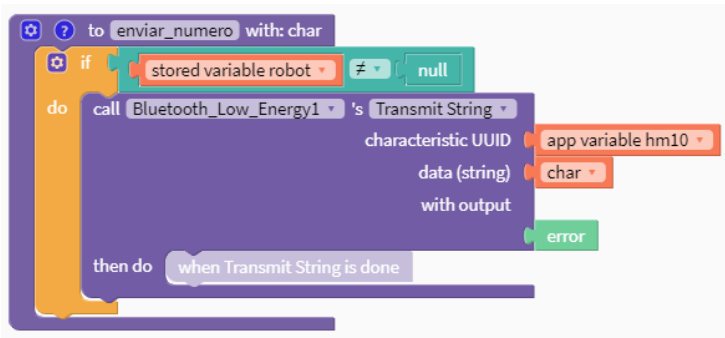 ? to enviar_numero with: char
if stored variable robot ≠ null
do call Bluetooth_Low_Energy1 's Transmit String
characteristic UUID app variable hm10
data (string) char
with output
error
then do when Transmit String is done